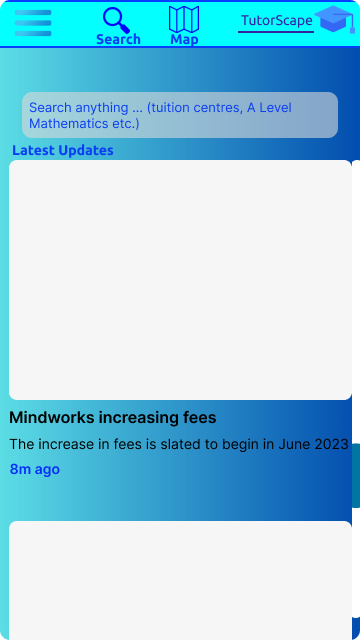 Search
Map
TutorScape
Search anything ... (tuition centres, A Level
Mathematics etc.)
Latest Updates
Mindworks increasing fees
The increase in fees is slated to begin in June 2023
8m ago